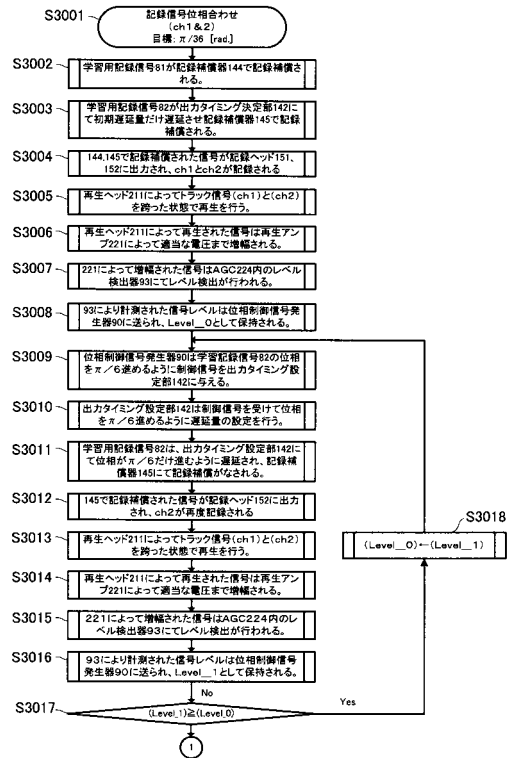 S3001
記録信号位相合わせ
(ch1&2)
目標:π/36 [rad.]
S3002
学習用記録信号81が記録補償器144で記録補償さ
れる。
S3003
学習用記録信号82が出力タイミング決定部142に
て初期遅延量だけ遅延させ記録補償器145で記録
補償される。
S3004
144,145で記録補償された信号が記録ヘッド151,
152に出力され、ch1とch2が記録される
S3005
再生ヘッド211によってトラック信号(ch1)と(ch2)
を跨った状態で再生を行う。
S3006
再生ヘッド211によって再生された信号は再生アン
プ221によって適当な電圧まで増幅される。
S3007
221によって増幅された信号はAGC224内のレベル
検出器93にてレベル検出が行われる。
S3008
93により計測された信号レベルは位相制御信号発
生器90に送られ、Level_0として保持される。
S3009
位相制御信号発生器90は学習記録信号82の位相
をπ/6進めるように制御信号を出力タイミング設
定部142に与える。
S3010
出力タイミング設定部142は制御信号を受けて位相
をπ/6進めるように遅延量の設定を行う。
S3011
学習用記録信号82は、出力タイミング設定部142に
て位相がπ/6だけ進むように遅延され、記録補
償器145にて記録補償がなされる。
S3012
145で記録補償された信号が記録ヘッド152に出力
され、ch2が再度記録される
S3013
再生ヘッド211によってトラック信号(ch1)と(ch2)
を跨った状態で再生を行う。
S3014
再生ヘッド211によって再生された信号は再生アン
プ221によって適当な電圧まで増幅される。
S3015
221によって増幅された信号はAGC224内のレ
ベル検出器93にてレベル検出が行われる。
S3016
93により計測された信号レベルは位相制御信号
発生器90に送られ、Level_1として保持される。
No
Yes
S3017
(Level_1)≧(Level_0)
S3018
(Level_0)←(Level_1)
1